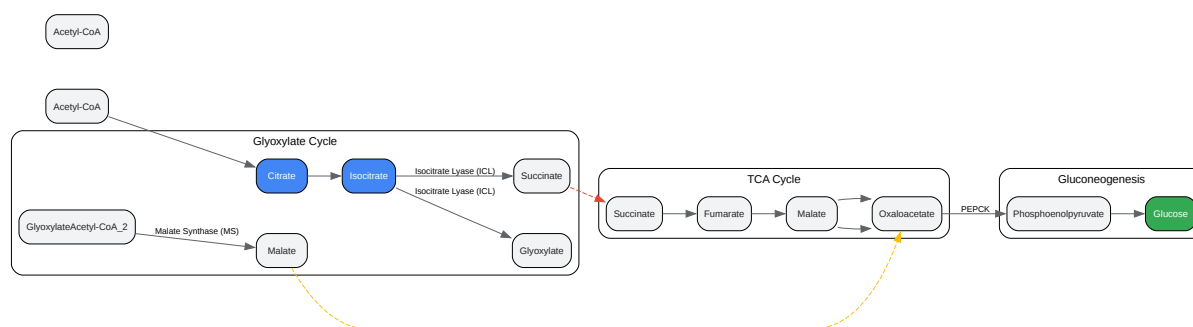 Acetyl-CoA
Acetyl-CoA
Glyoxylate Cycle
Citrate
Isocitrate
Isocitrate Lyase (ICL)
Isocitrate Lyase (ICL)
Succinate
GlyoxylateAcetyl-CoA_2
Malate Synthase (MS)
Malate
Glyoxylate
TCA Cycle
Succinate
Fumarate
Malate
Oxaloacetate
PEPCK
Gluconeogenesis
Phosphoenolpyruvate
Glucose